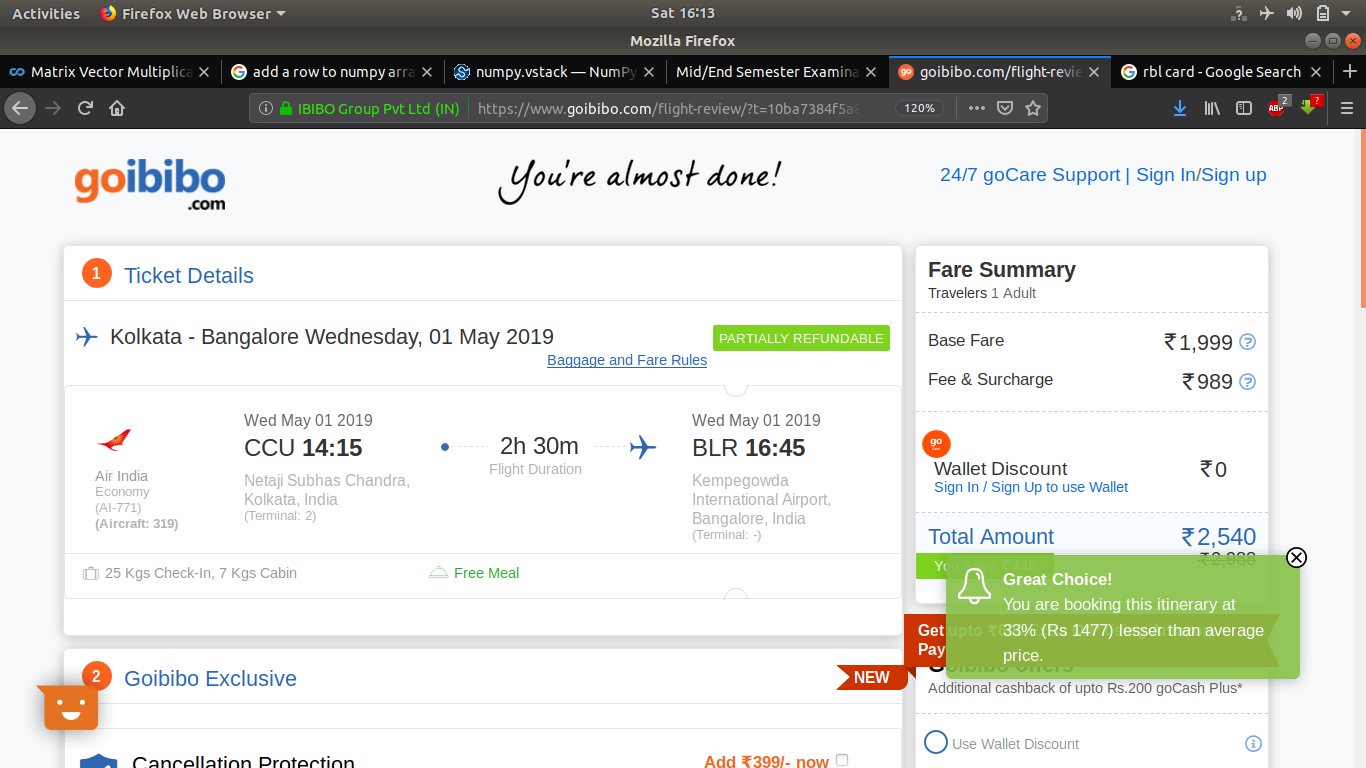 Activities Firefox Web Browser Sat 16:13
Mozilla Firefox
Matrix Vector Multiplica add a row to numpy arra numpy.vstack — NumPy Mid/End Semester Examina goibibo.com/flight-revie rbl card - Google Search
IBIBO Group Pvt Ltd (IN) https://www.goibibo.com/flight-review/?t=10ba7384f5a 120% ABP 2 ?
goibibo.com
You're almost done!
24/7 goCare Support | Sign In/Sign up
1 Ticket Details
Kolkata - Bangalore Wednesday, 01 May 2019
PARTIALLY REFUNDABLE
Baggage and Fare Rules
Air India
Economy
(AI-771)
(Aircraft: 319)
Wed May 01 2019
CCU 14:15
Netaji Subhas Chandra,
Kolkata, India
(Terminal: 2)
2h 30m
Flight Duration
Wed May 01 2019
BLR 16:45
Kempegowda
International Airport,
Bangalore, India
(Terminal: -)
25 Kgs Check-In, 7 Kgs Cabin
Free Meal
2 Goibibo Exclusive
NEW
Cancellation Protection
Add ₹399/- now
Fare Summary
Travelers 1 Adult
Base Fare ₹1,999 ?
Fee & Surcharge ₹989 ?
go
Wallet Discount ₹0
Sign In / Sign Up to use Wallet
Total Amount ₹2,540
₹2,988
Great Choice!
You are booking this itinerary at
33% (Rs 1477) lesser than average
price.
Get upto
Pay
Goibibo offers
Additional cashback of upto Rs.200 goCash Plus*
Use Wallet Discount